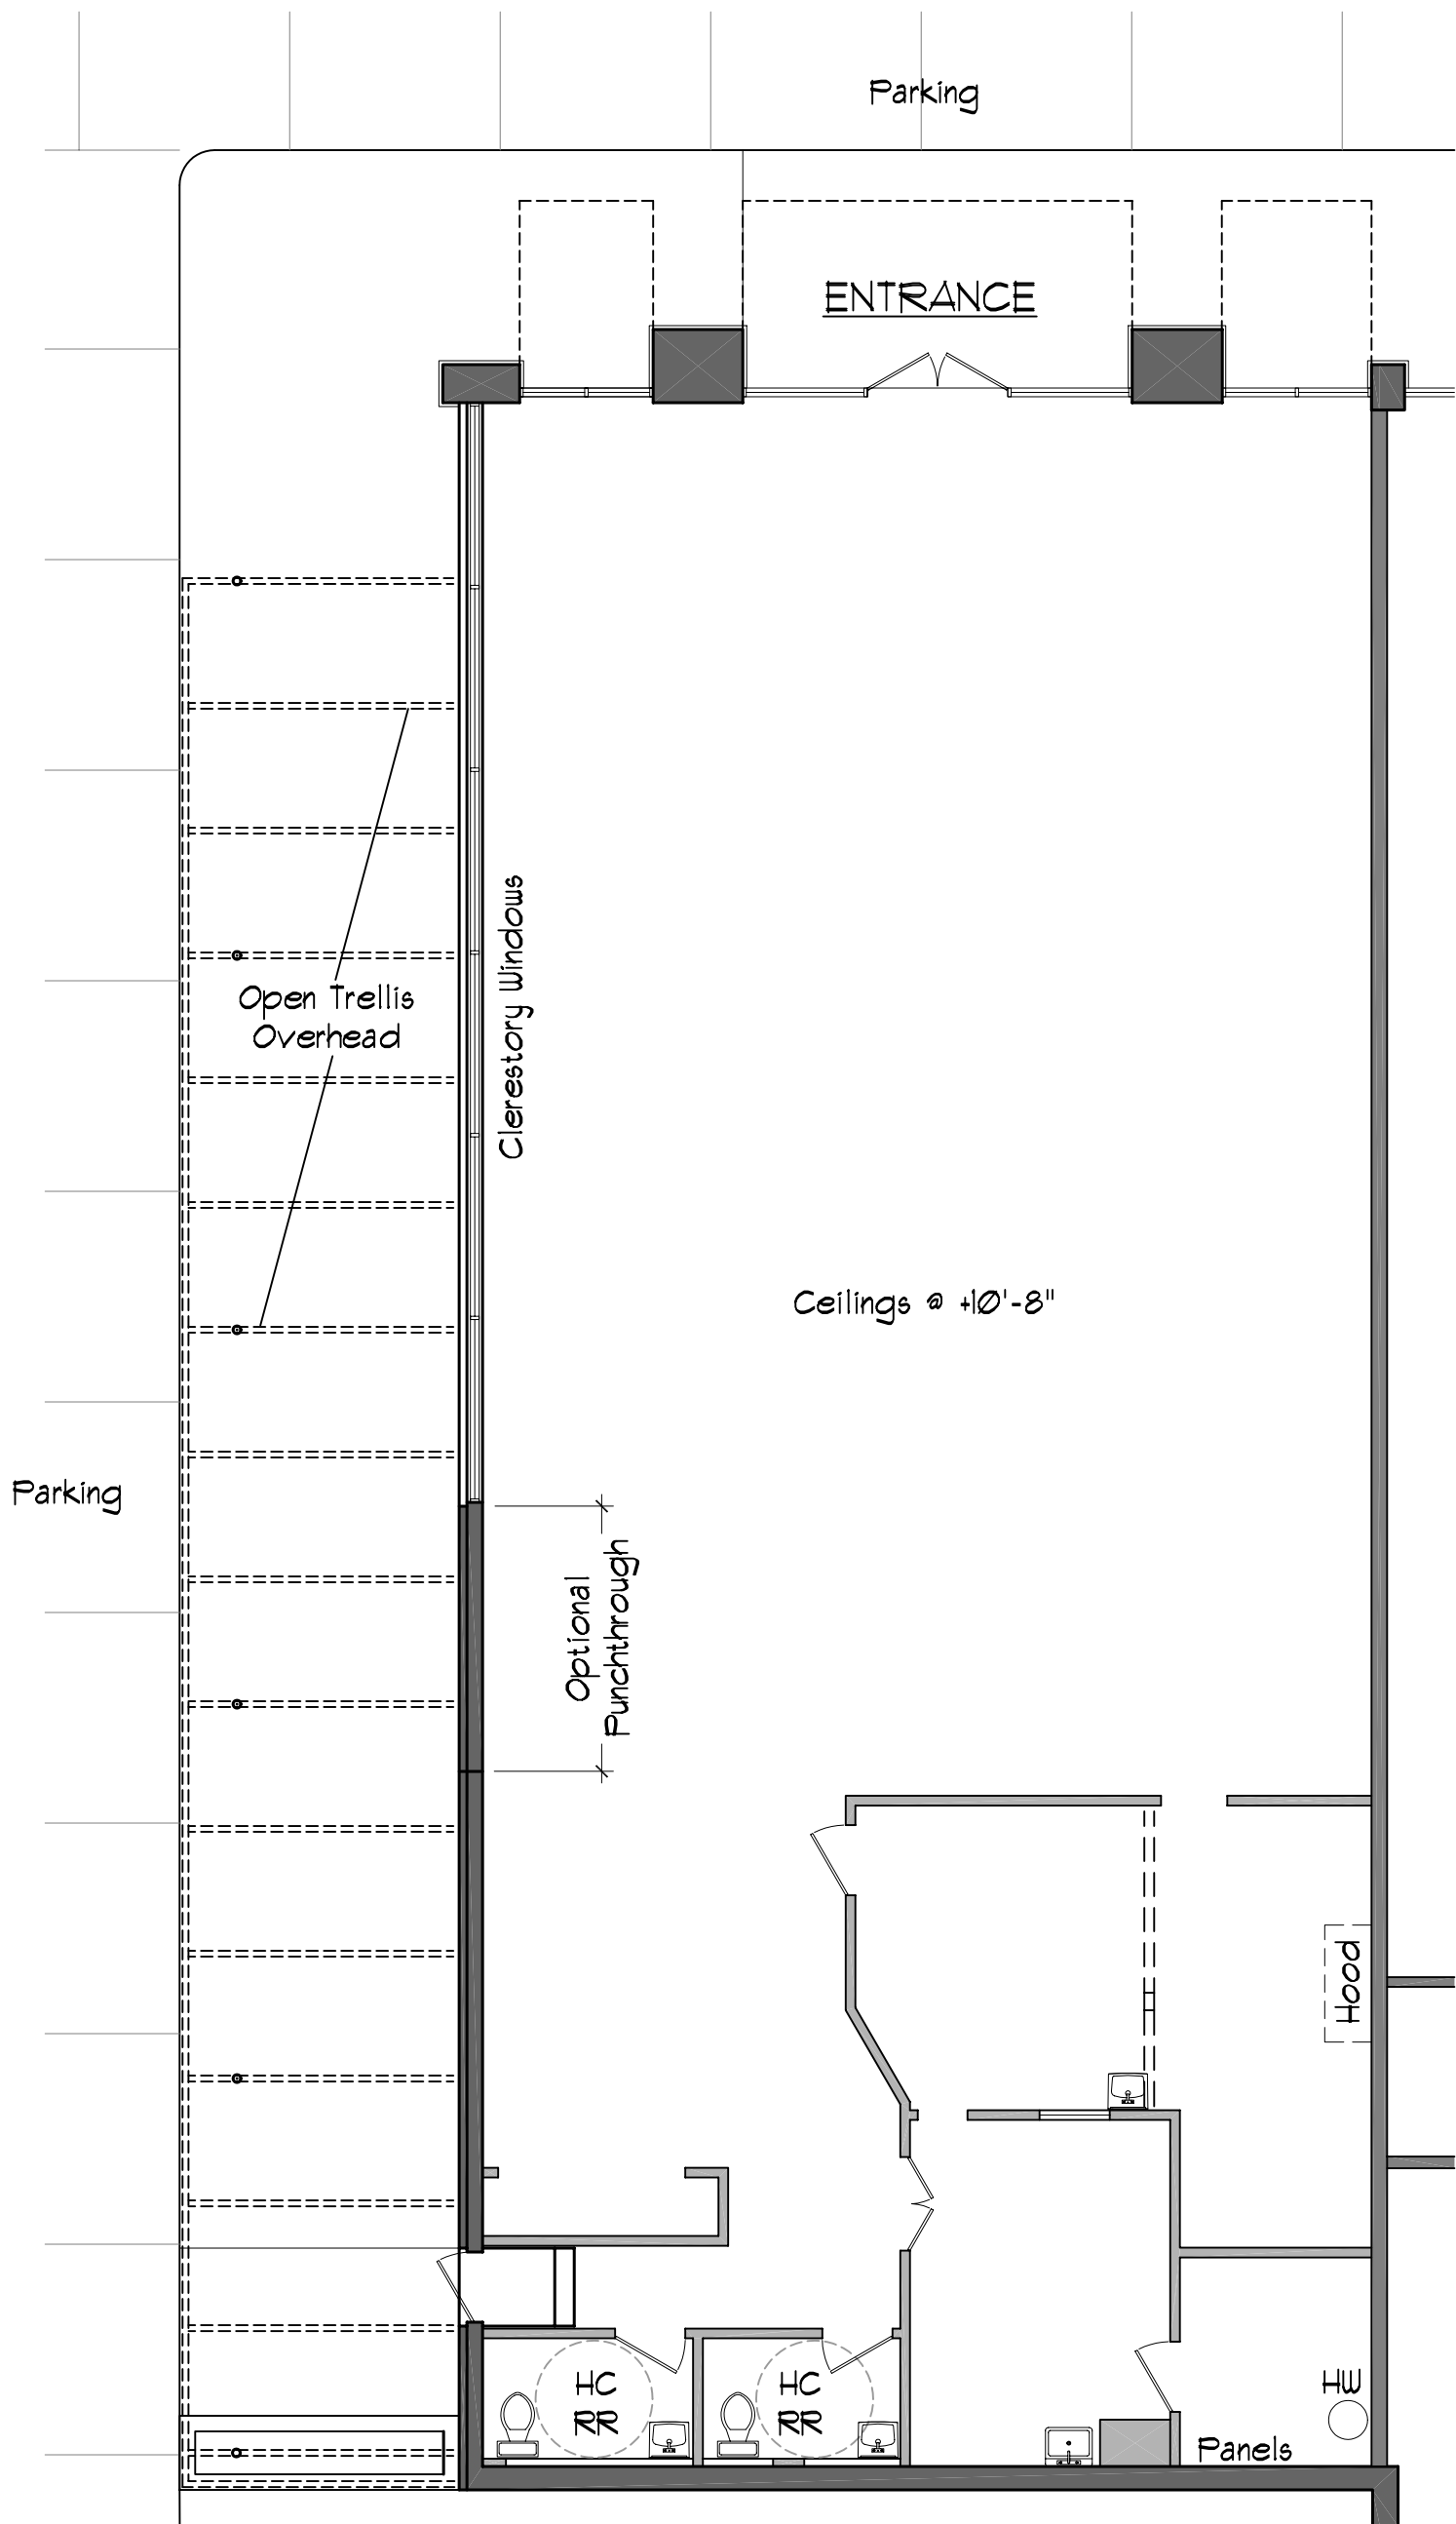 Parking
ENTRANCE
Clerestory Windows
Open Trellis
Overhead
Ceilings @ +10'-8"
Parking
Optional
Punchthrough
Hood
HC
RR
HC
RR
HW
Panels